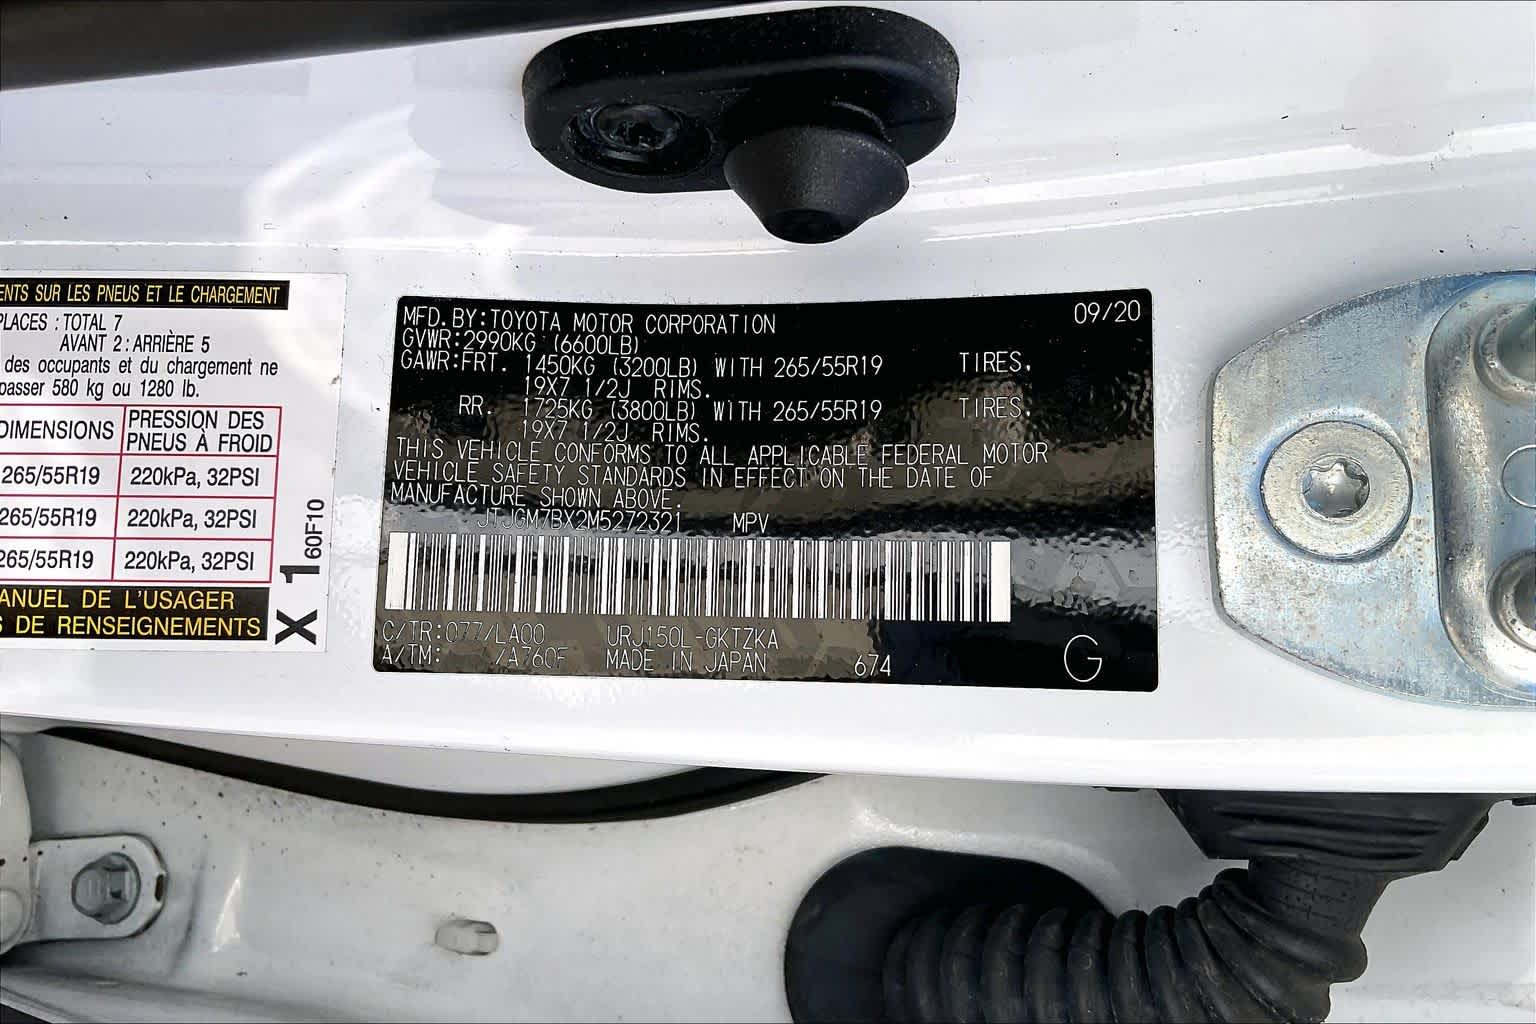 ENTS SUR LES PNEUS ET LE CHARGEMENT
PLACES : TOTAL 7
AVANT 2 : ARRIÈRE 5
des occupants et du chargement ne
passer 580 kg ou 1280 lb.
DIMENSIONS PRESSION DES PNEUS À FROID
265/55R19 220kPa, 32PSI
265/55R19 220kPa, 32PSI
265/55R19 220kPa, 32PSI
ANUEL DE L'USAGER
S DE RENSEIGNEMENTS
X 1 60F10
MFD.BY:TOYOTA MOTOR CORPORATION 09/20
GVWR:2990KG (6600LB)
GAWR:FRT. 1450KG (3200LB) WITH 265/55R19 TIRES,
19X7 1/2J RIMS.
RR. 1725KG (3800LB) WITH 265/55R19 TIRES,
19X7 1/2J RIMS.
THIS VEHICLE CONFORMS TO ALL APPLICABLE FEDERAL MOTOR
VEHICLE SAFETY STANDARDS IN EFFECT ON THE DATE OF
MANUFACTURE SHOWN ABOVE.
JTJGM7BX2M5272321 MPV
C/TR:077/LA00 URJ150L-GKTZKA
A/TM: /A760F MADE IN JAPAN 674 G